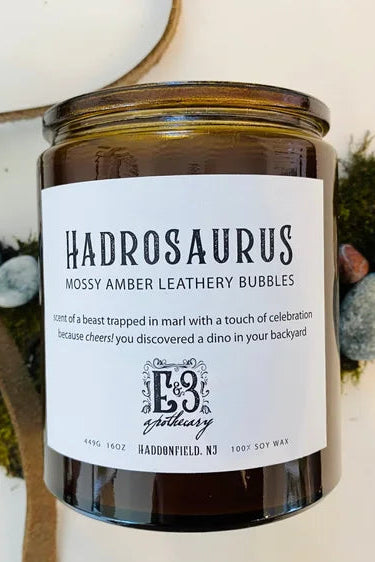 HADROSAURUS
MOSSY AMBER LEATHERY BUBBLES
scent of a beast trapped in marl with a touch of celebration
because cheers! you discovered a dino in your backyard
E&3
apothecary
449G 16OZ HADDONFIELD, NJ 100% SOY WAX